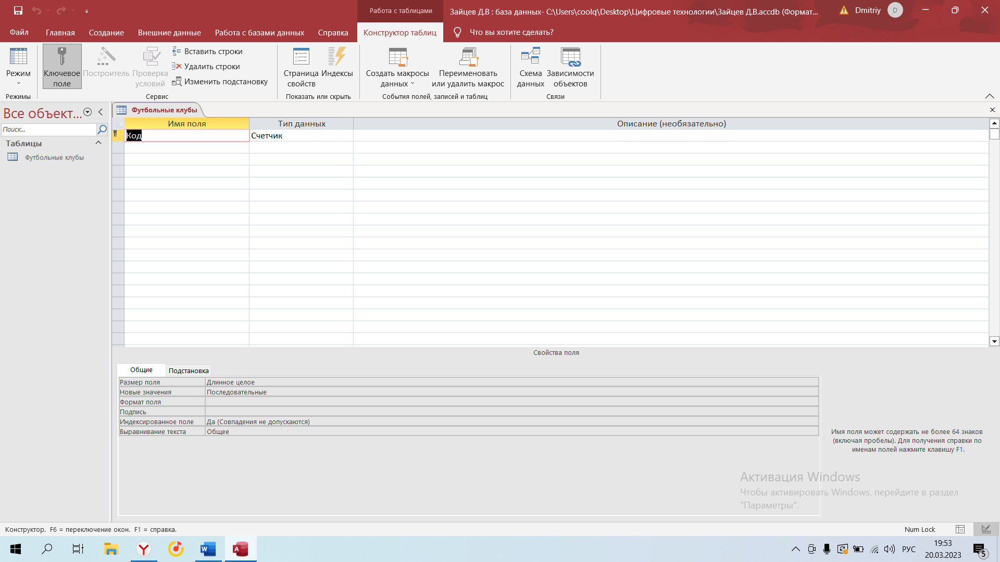 Работа с таблицами
Зайцев Д.В : база данных- C:\Users\coolq\Desktop\Цифровые технологии\Зайцев Д.В.accdb (Формат...
Dmitriy
D
Файл
Главная
Создание
Внешние данные
Работа с базами данных
Справка
Конструктор таблиц
Что вы хотите сделать?
Режим
Ключевое
поле
Построитель
Проверка
условий
Вставить строки
Удалить строки
Изменить подстановку
Страница
свойств
Индексы
Создать макросы
данных
Переименовать
или удалить макрос
Схема
данных
Зависимости
объектов
Режимы
Сервис
Показать или скрыть
События полей, записей и таблиц
Связи
Все объект...
Поиск...
Таблицы
Футбольные клубы
Футбольные клубы
Имя поля
Тип данных
Описание (необязательно)
Код
Счетчик
Свойства поля
Общие
Подстановка
Размер поля
Длинное целое
Новые значения
Последовательные
Формат поля
Подпись
Индексированное поле
Да (Совпадения не допускаются)
Выравнивание текста
Общее
Имя поля может содержать не более 64 знаков
(включая пробелы). Для получения справки по
именам полей нажмите клавишу F1.
Активация Windows
Чтобы активировать Windows, перейдите в раздел
"Параметры".
Конструктор. F6 = переключение окон. F1 = справка.
Num Lock
РУС
19:53
20.03.2023
5